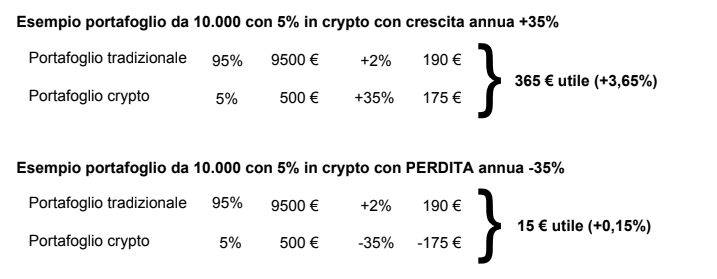 Esempio portafoglio da 10.000 con 5% in crypto con crescita annua +35%
Portafoglio tradizionale 95% 9500 € +2% 190 €
Portafoglio crypto 5% 500 € +35% 175 €
365 € utile (+3,65%)
Esempio portafoglio da 10.000 con 5% in crypto con PERDITA annua -35%
Portafoglio tradizionale 95% 9500 € +2% 190 €
Portafoglio crypto 5% 500 € -35% -175 €
15 € utile (+0,15%)